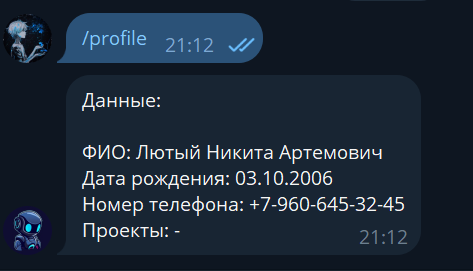 /profile 21:12
Данные:
ФИО: Лютый Никита Артемович
Дата рождения: 03.10.2006
Номер телефона: +7-960-645-32-45
Проекты: - 21:12